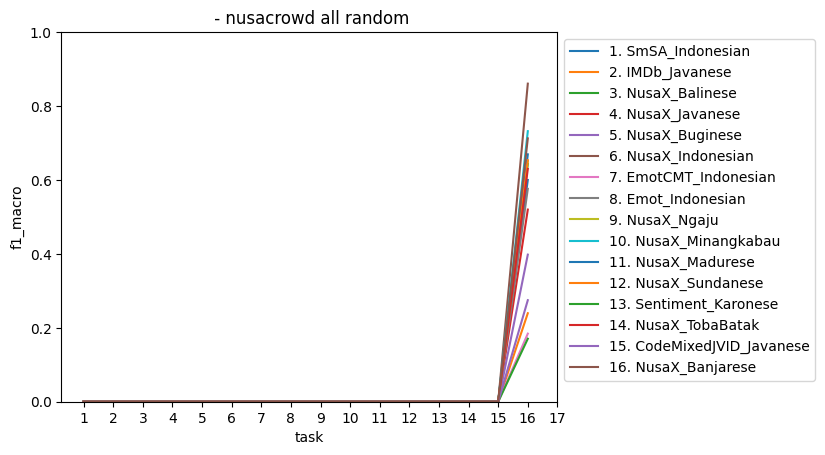 - nusacrowd all random
1.0
0.8
0.6
0.4
0.2
0.0
f1_macro
1 2 3 4 5 6 7 8 9 10 11 12 13 14 15 16 17
task
1. SmSA_Indonesian
2. IMDb_Javanese
3. NusaX_Balinese
4. NusaX_Javanese
5. NusaX_Buginese
6. NusaX_Indonesian
7. EmotCMT_Indonesian
8. Emot_Indonesian
9. NusaX_Ngaju
10. NusaX_Minangkabau
11. NusaX_Madurese
12. NusaX_Sundanese
13. Sentiment_Karonese
14. NusaX_TobaBatak
15. CodeMixedJVID_Javanese
16. NusaX_Banjarese